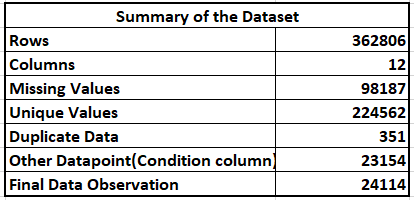 Summary of the Dataset
Rows 362806
Columns 12
Missing Values 98187
Unique Values 224562
Duplicate Data 351
Other Datapoint(Condition column) 23154
Final Data Observation 24114